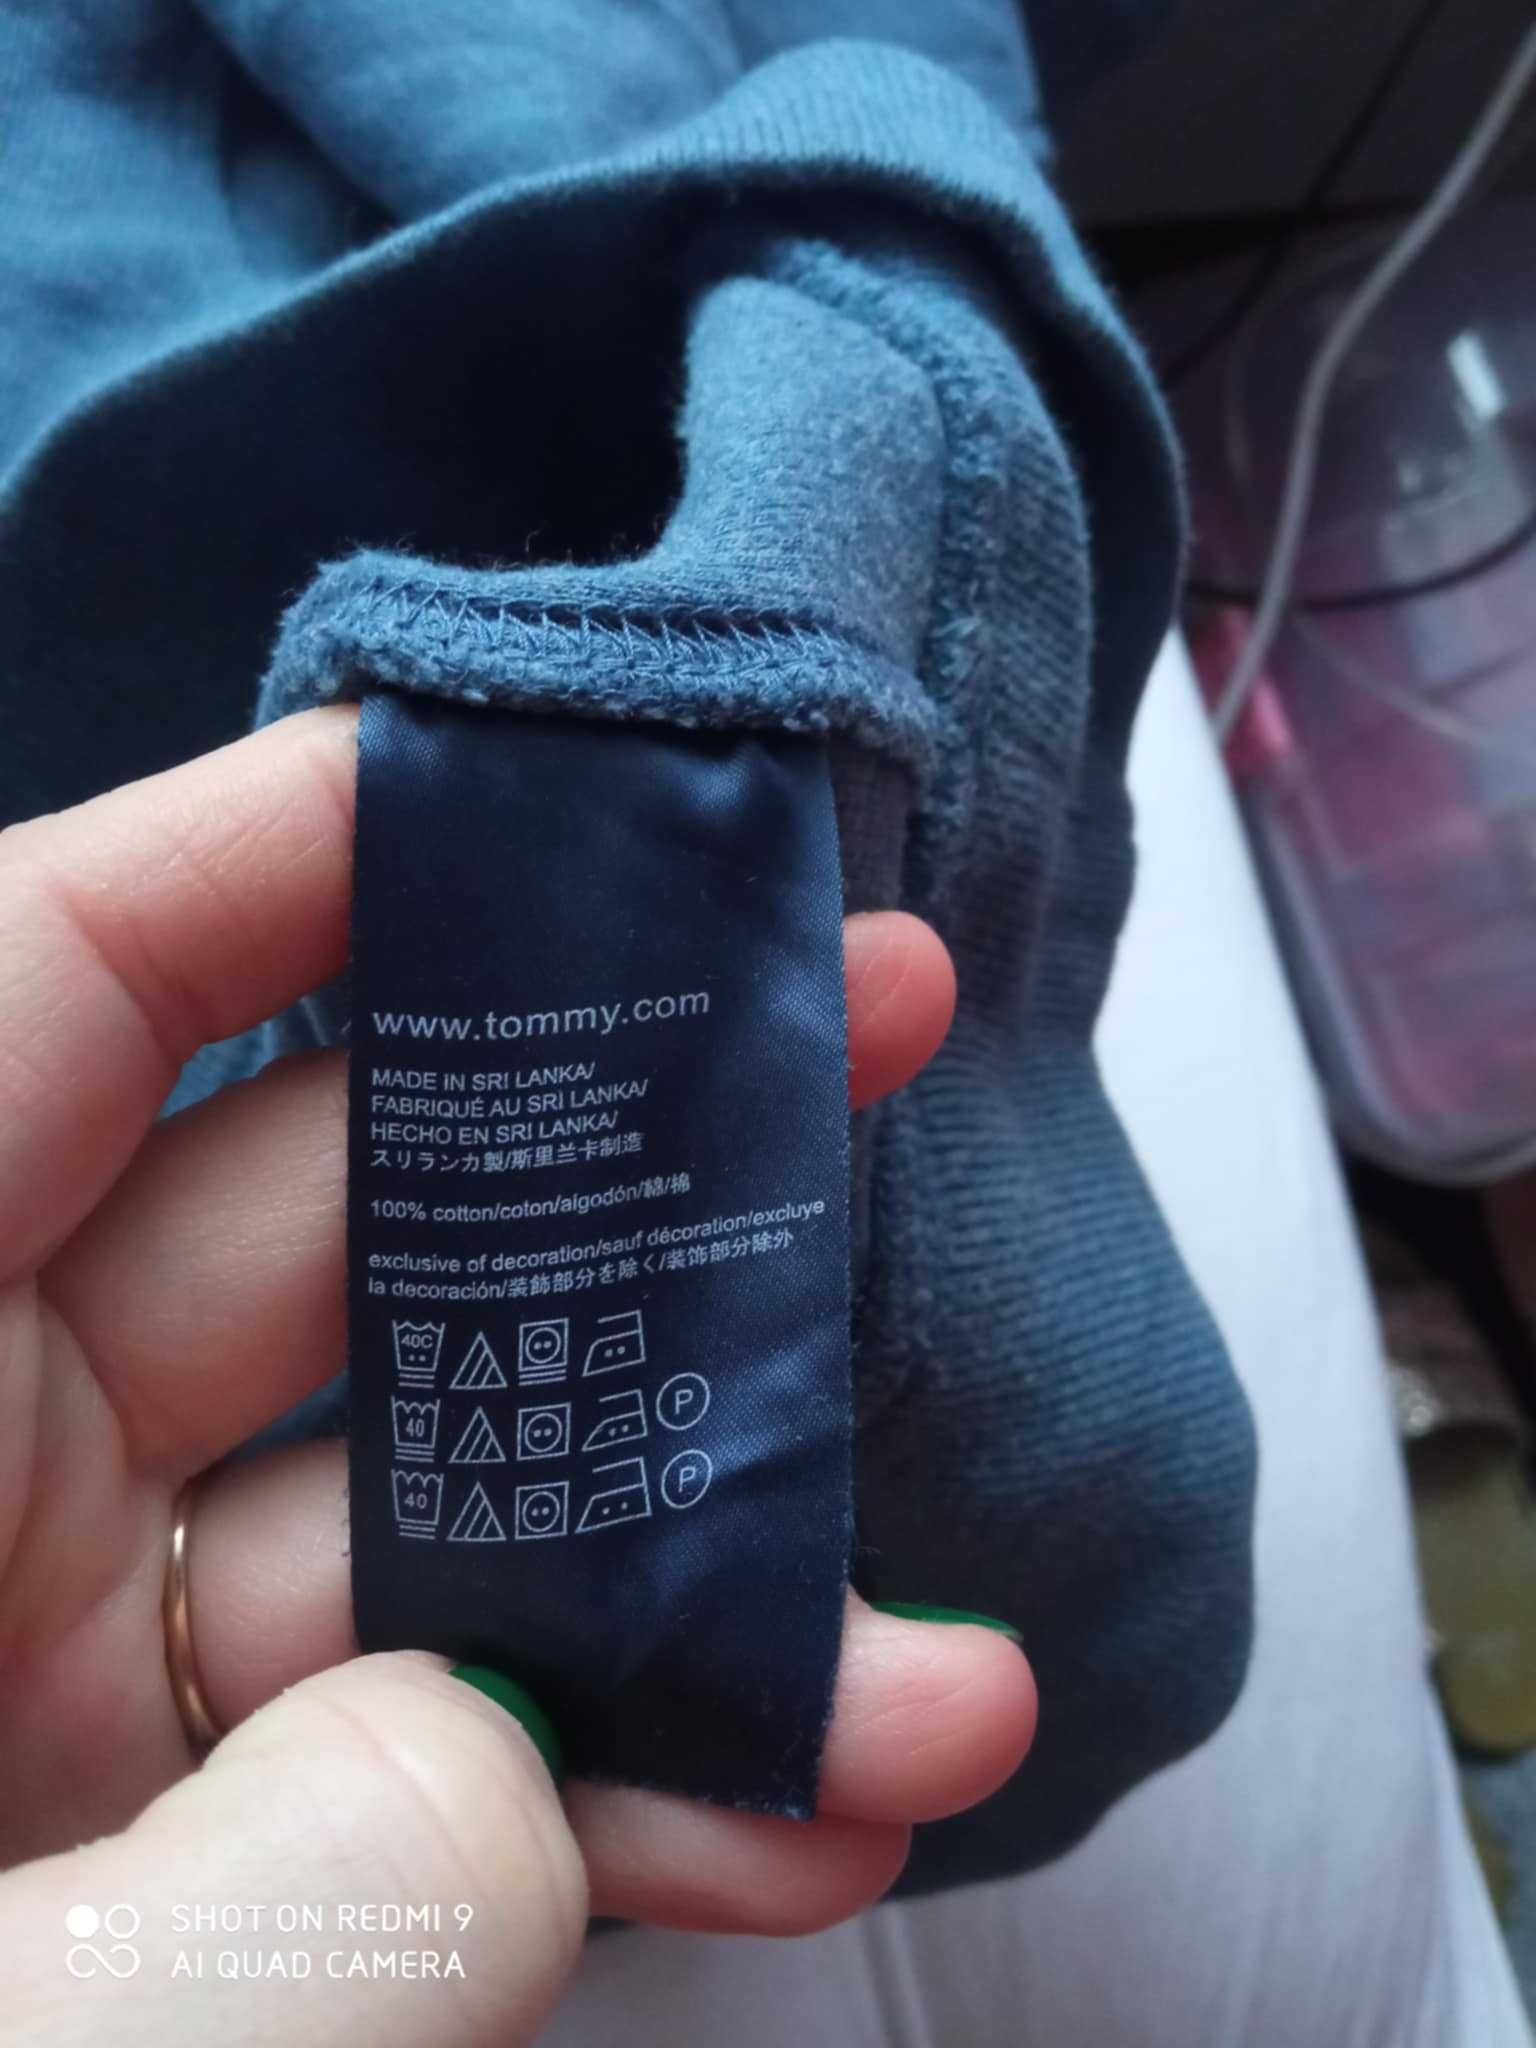 www.tommy.com
MADE IN SRI LANKA/
FABRIQUÉ AU SRI LANKA/
HECHO EN SRI LANKA/
スリランカ製/斯里兰卡制造
100% cotton/coton/algodón/綿/棉
exclusive of decoration/sauf décoration/excluye
la decoración/装飾部分を除く/装饰部分除外
40C
40 P
40 P
SHOT ON REDMI 9
AI QUAD CAMERA